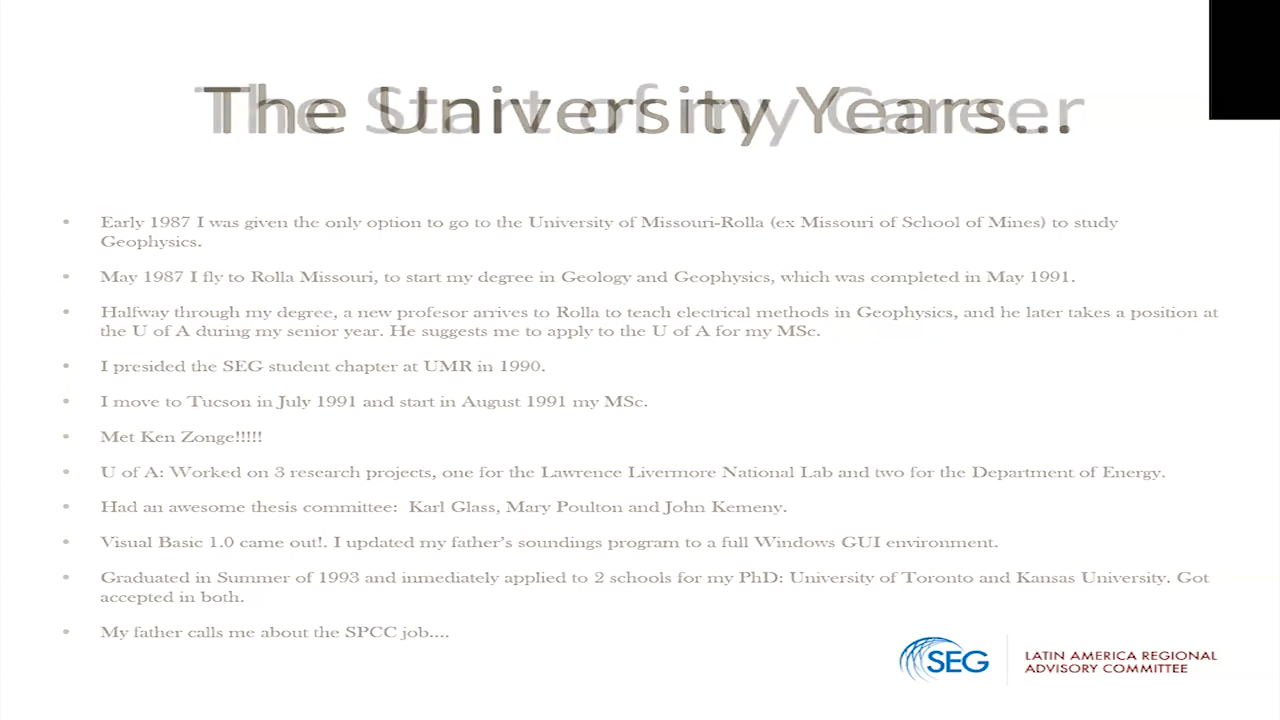 The University Years...
The Start of my Career
• Early 1987 I was given the only option to go to the University of Missouri-Rolla (ex Missouri of School of Mines) to study
Geophysics.
• May 1987 I fly to Rolla Missouri, to start my degree in Geology and Geophysics, which was completed in May 1991.
• Halfway through my degree, a new profesor arrives to Rolla to teach electrical methods in Geophysics, and he later takes a position at
the U of A during my senior year. He suggests me to apply to the U of A for my MSc.
• I presided the SEG student chapter at UMR in 1990.
• I move to Tucson in July 1991 and start in August 1991 my MSc.
• Met Ken Zonge!!!!!
• U of A: Worked on 3 research projects, one for the Lawrence Livermore National Lab and two for the Department of Energy.
• Had an awesome thesis committee:  Karl Glass, Mary Poulton and John Kemeny.
• Visual Basic 1.0 came out!. I updated my father's soundings program to a full Windows GUI environment.
• Graduated in Summer of 1993 and inmediately applied to 2 schools for my PhD: University of Toronto and Kansas University. Got
accepted in both.
• My father calls me about the SPCC job....
SEG
LATIN AMERICA REGIONAL
ADVISORY COMMITTEE